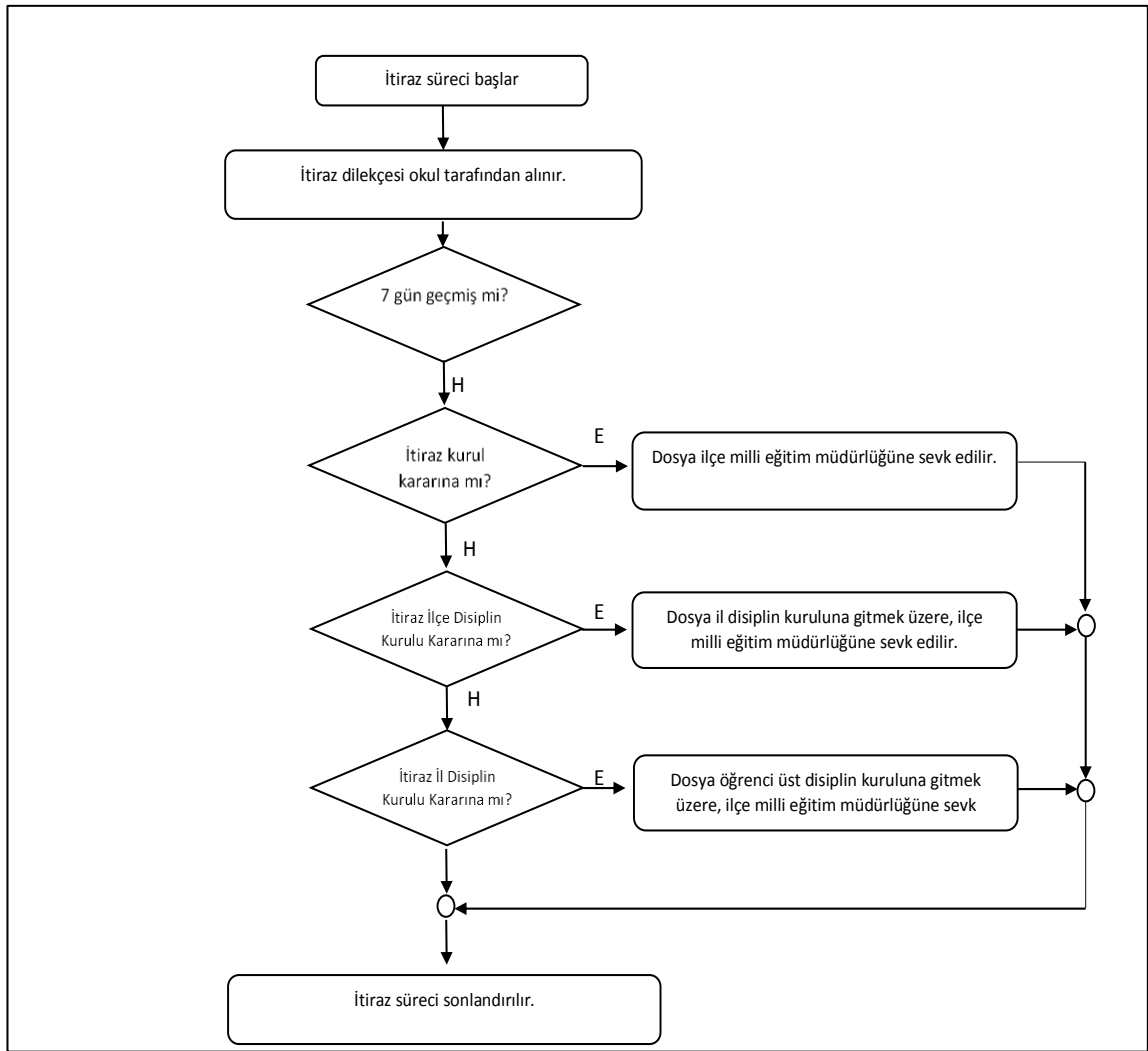 İtiraz süreci başlar
İtiraz dilekçesi okul tarafından alınır.
7 gün geçmiş mi?
H
İtiraz kurul
kararına mı?
E
Dosya ilçe milli eğitim müdürlüğüne sevk edilir.
H
İtiraz İlçe Disiplin
Kurulu Kararına mı?
E
Dosya il disiplin kuruluna gitmek üzere, ilçe
milli eğitim müdürlüğüne sevk edilir.
H
İtiraz İl Disiplin
Kurulu Kararına mı?
E
Dosya öğrenci üst disiplin kuruluna gitmek
üzere, ilçe milli eğitim müdürlüğüne sevk
İtiraz süreci sonlandırılır.